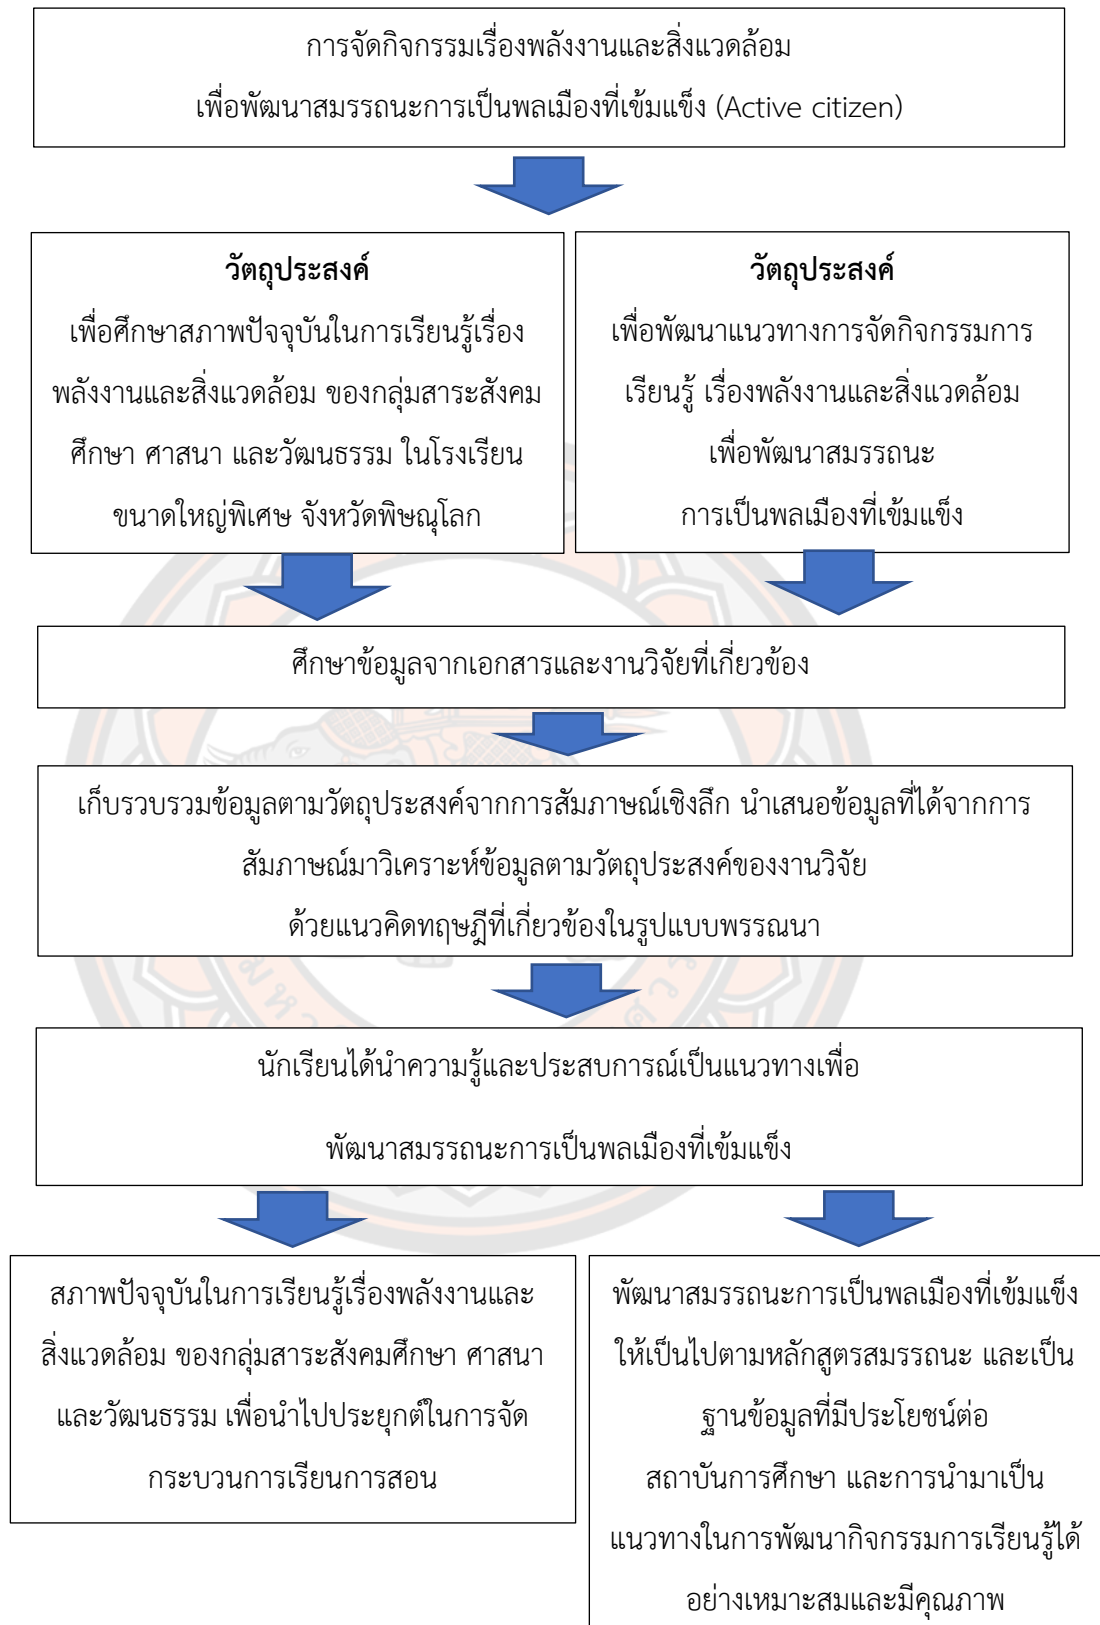 การจัดกิจกรรมเรื่องพลังงานและสิ่งแวดล้อม
เพื่อพัฒนาสมรรถนะการเป็นพลเมืองที่เข้มแข็ง (Active citizen)
วัตถุประสงค์
เพื่อศึกษาสภาพปัจจุบันในการเรียนรู้เรื่อง
พลังงานและสิ่งแวดล้อม ของกลุ่มสาระสังคม
ศึกษา ศาสนา และวัฒนธรรม ในโรงเรียน
ขนาดใหญ่พิเศษ จังหวัดพิษณุโลก
วัตถุประสงค์
เพื่อพัฒนาแนวทางการจัดกิจกรรมการ
เรียนรู้ เรื่องพลังงานและสิ่งแวดล้อม
เพื่อพัฒนาสมรรถนะ
การเป็นพลเมืองที่เข้มแข็ง
ศึกษาข้อมูลจากเอกสารและงานวิจัยที่เกี่ยวข้อง
เก็บรวบรวมข้อมูลตามวัตถุประสงค์จากการสัมภาษณ์เชิงลึก นำเสนอข้อมูลที่ได้จากการ
สัมภาษณ์มาวิเคราะห์ข้อมูลตามวัตถุประสงค์ของงานวิจัย
ด้วยแนวคิดทฤษฎีที่เกี่ยวข้องในรูปแบบพรรณนา
นักเรียนได้นำความรู้และประสบการณ์เป็นแนวทางเพื่อ
พัฒนาสมรรถนะการเป็นพลเมืองที่เข้มแข็ง
สภาพปัจจุบันในการเรียนรู้เรื่องพลังงานและ
สิ่งแวดล้อม ของกลุ่มสาระสังคมศึกษา ศาสนา
และวัฒนธรรม เพื่อนำไปประยุกต์ในการจัด
กระบวนการเรียนการสอน
พัฒนาสมรรถนะการเป็นพลเมืองที่เข้มแข็ง
ให้เป็นไปตามหลักสูตรสมรรถนะ และเป็น
ฐานข้อมูลที่มีประโยชน์ต่อ
สถาบันการศึกษา และการนำมาเป็น
แนวทางในการพัฒนากิจกรรมการเรียนรู้ได้
อย่างเหมาะสมและมีคุณภาพ